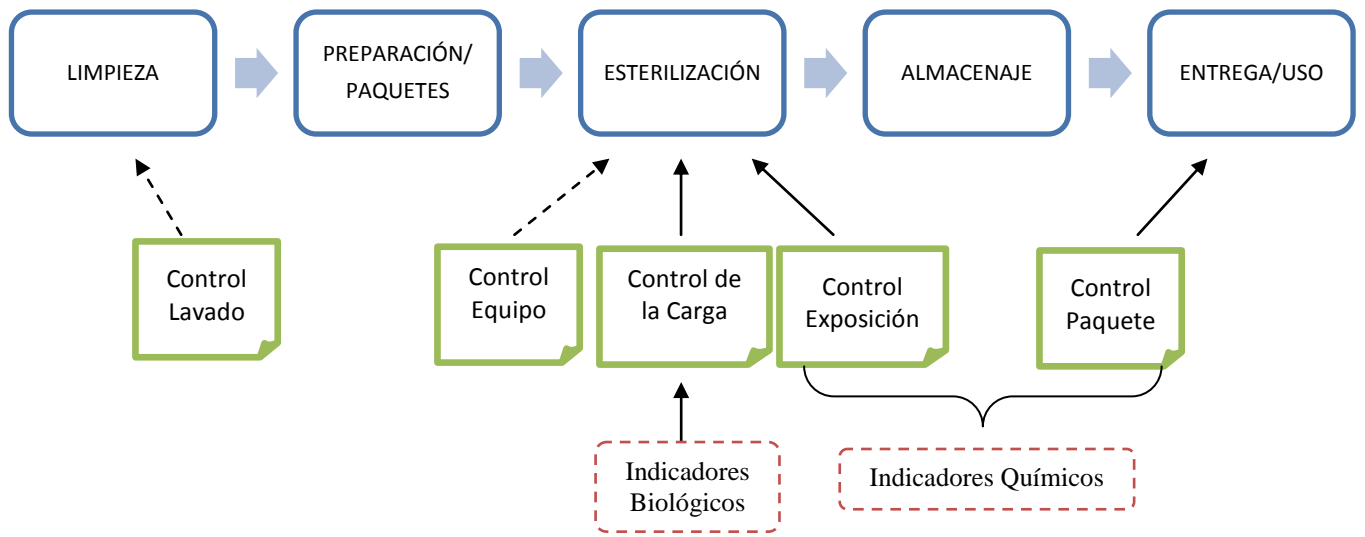 LIMPIEZA
PREPARACIÓN/
PAQUETES
ESTERILIZACIÓN
ALMACENAJE
ENTREGA/USO
Control
Lavado
Control
Equipo
Control de
la Carga
Control
Exposición
Control
Paquete
Indicadores
Biológicos
Indicadores Químicos